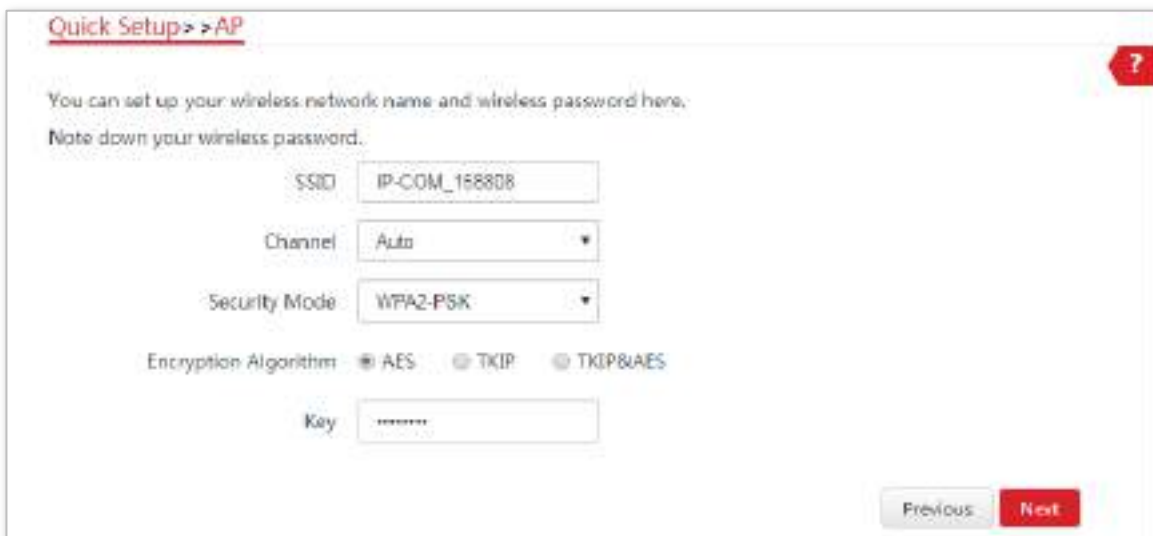 Quick Setup>>AP
?
You can set up your wireless network name and wireless password here.
Note down your wireless password.
SSID IP-COM_168808
Channel Auto
Security Mode WPA2-PSK
Encryption Algorithm AES TKIP TKIP&AES
Key •••••••••
Previous Next